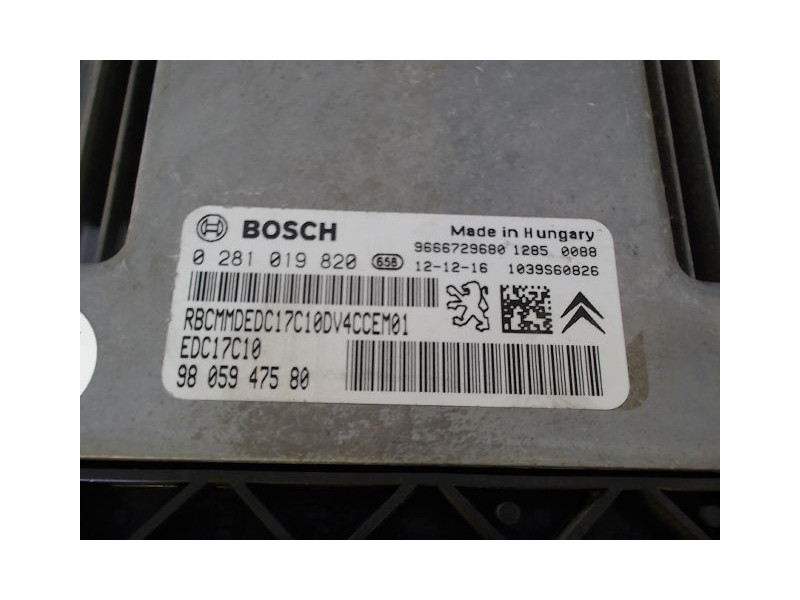 BOSCH
Made in Hungary
9666729680 1285 0088
0 281 019 820 656 12-12-16 1039S60826
RBCMMDEDC17C10DV4CCEM01
EDC17C10
98 059 475 80